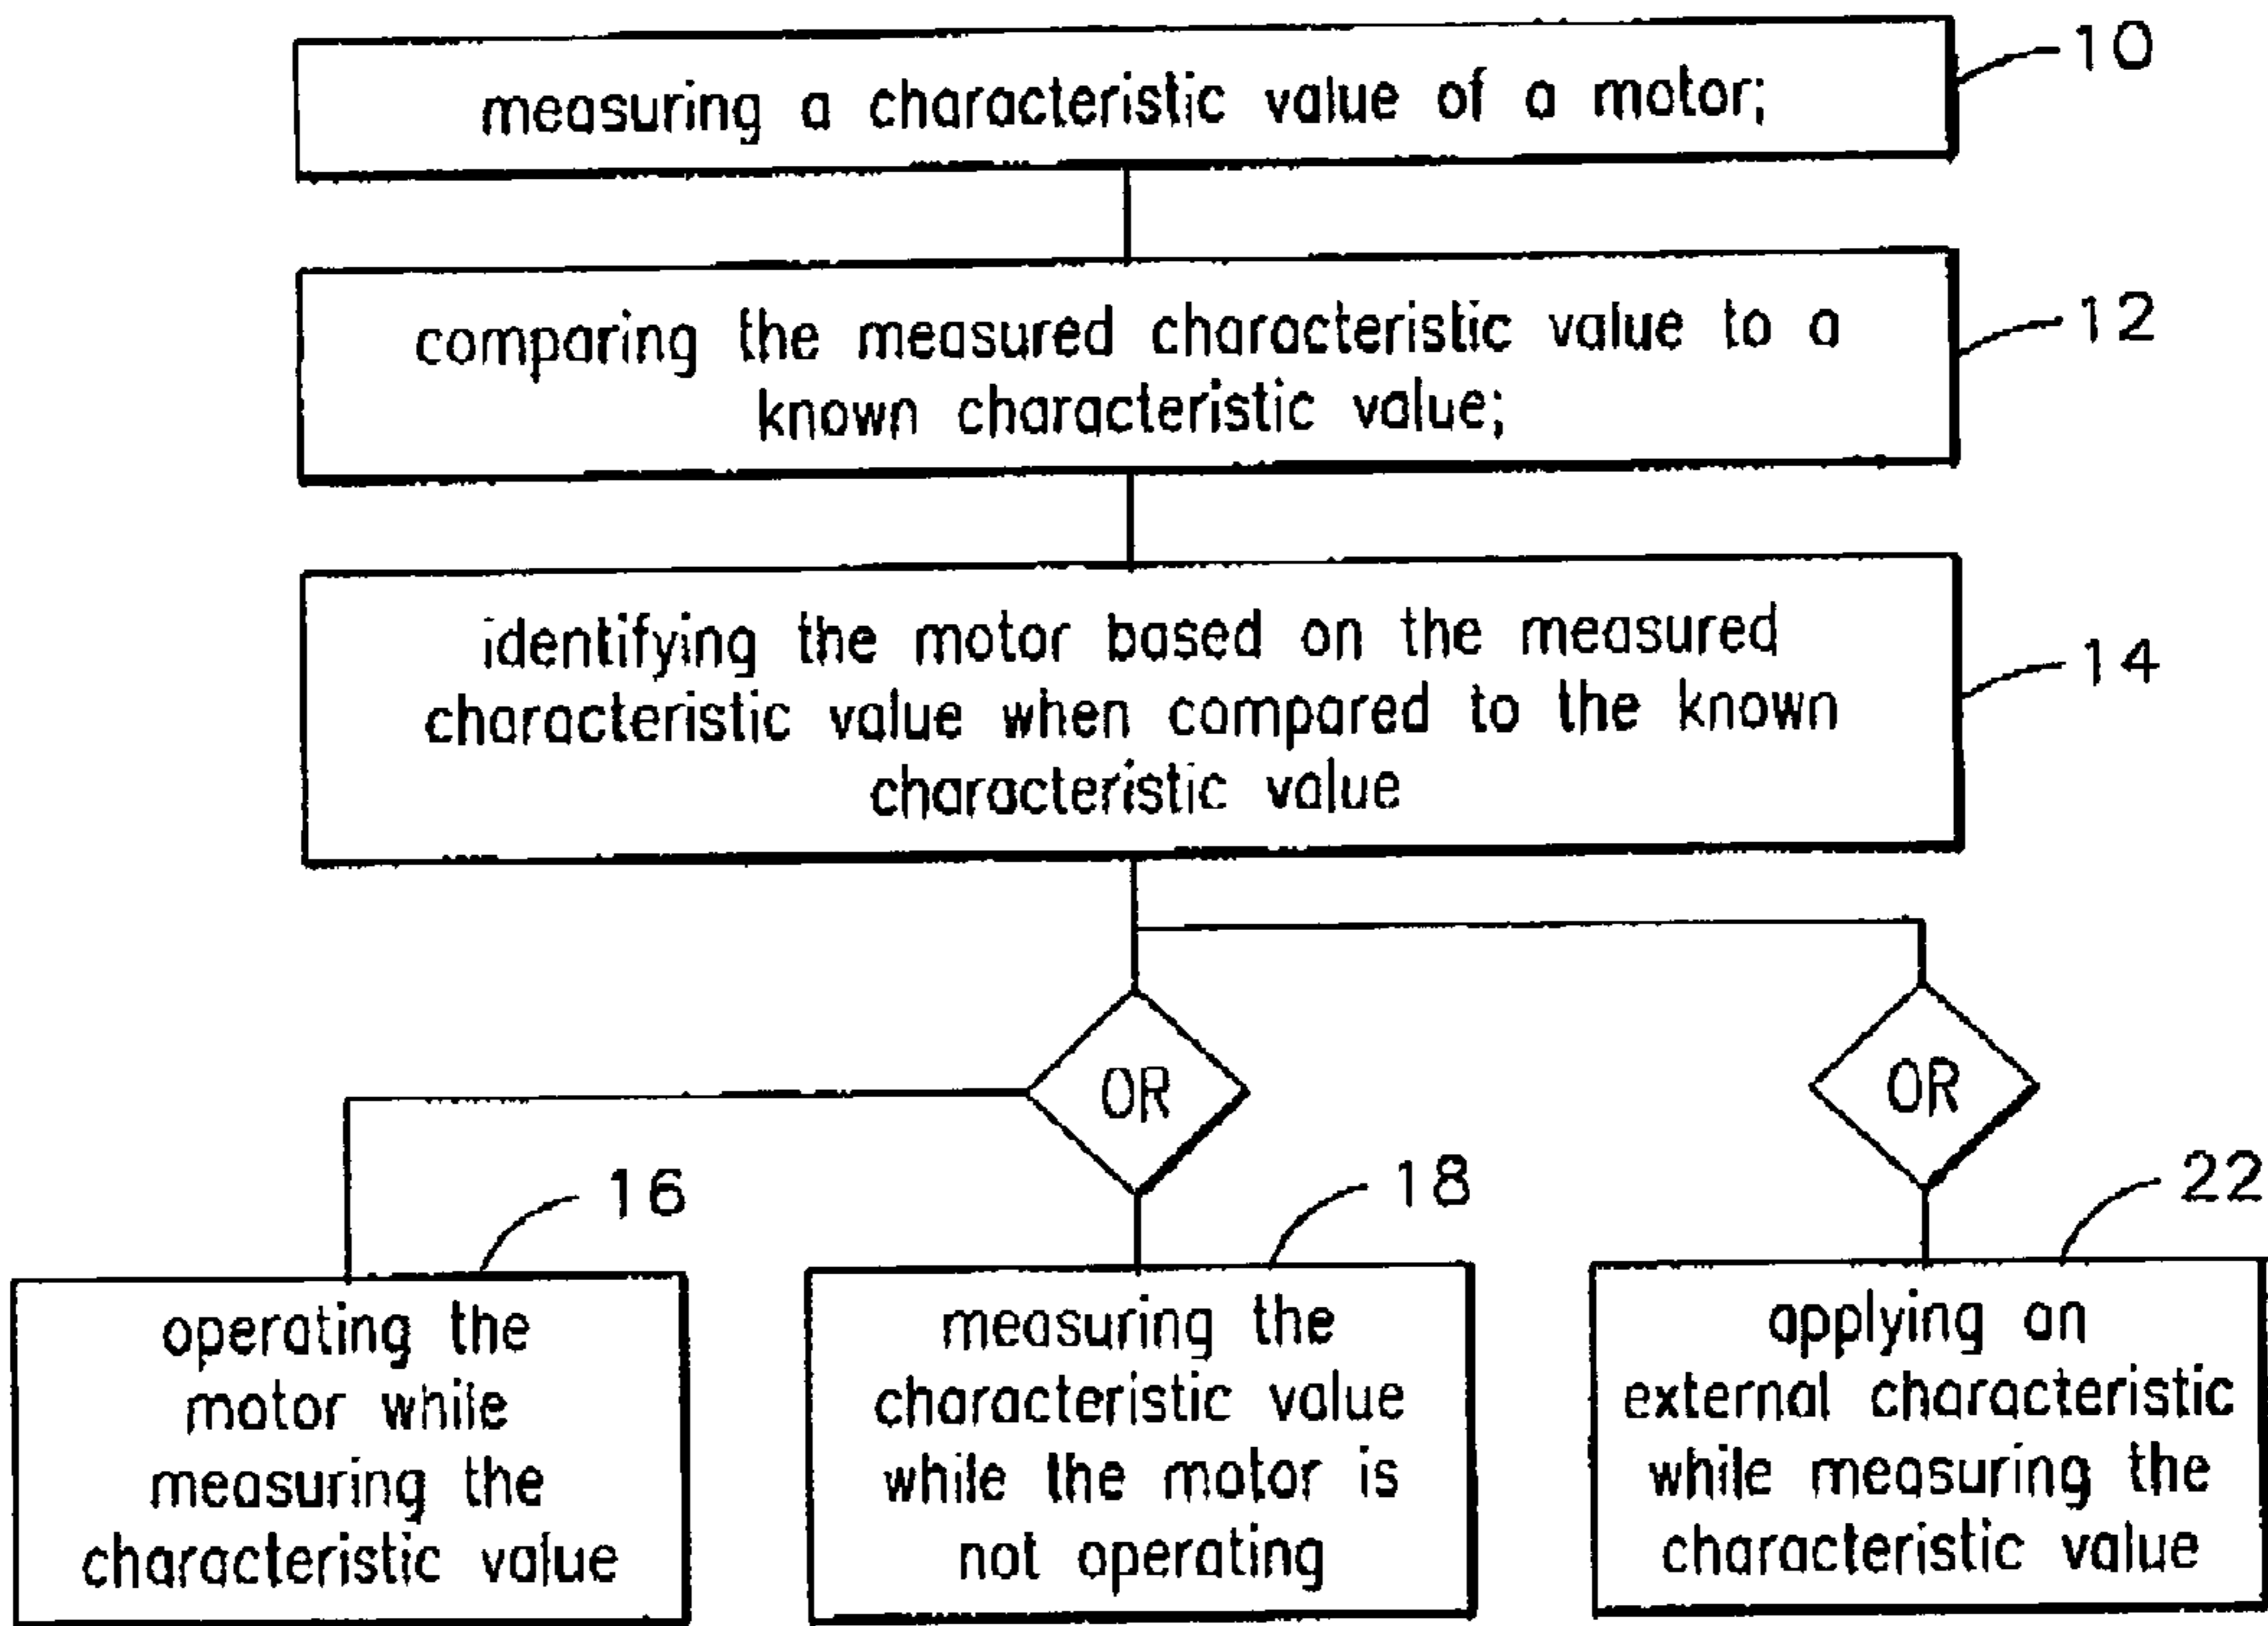 measuring a characteristic value of a motor;
10
comparing the measured characteristic value to a
known characteristic value;
12
identifying the motor based on the measured
characteristic value when compared to the known
characteristic value
14
OR
OR
16
18
22
operating the
motor while
measuring the
characteristic value
measuring the
characteristic value
while the motor is
not operating
applying an
external characteristic
while measuring the
characteristic value